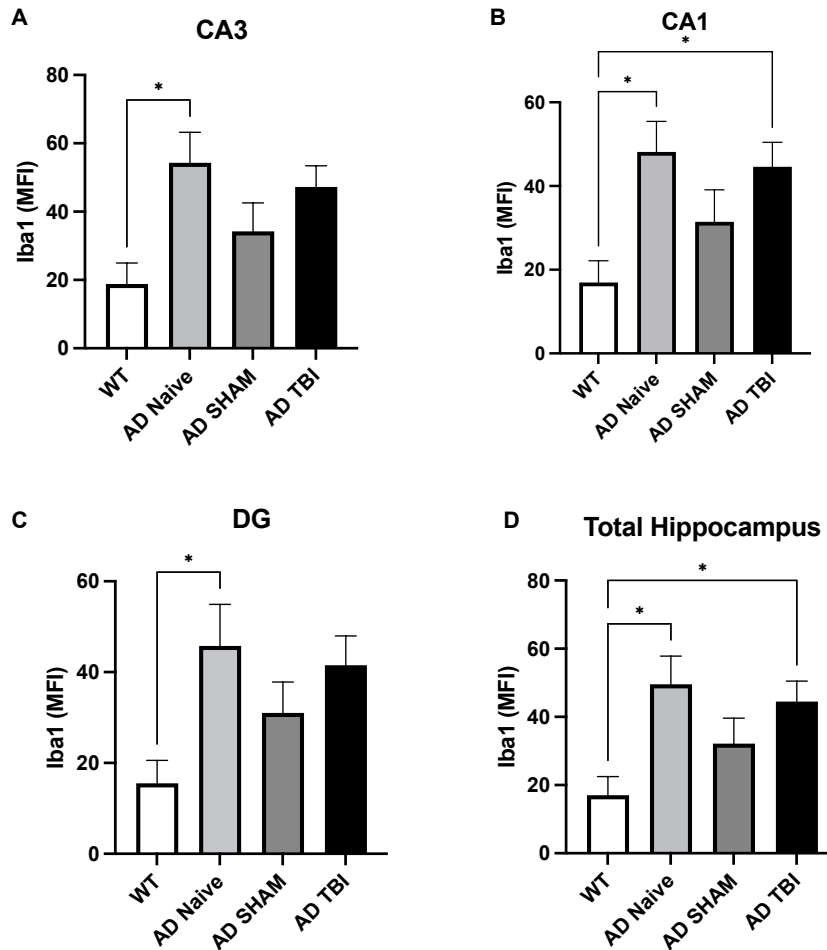 A
CA3
80
60
40
20
0
Iba1 (MFI)
*
WT
AD Naive
AD SHAM
AD TBI
B
CA1
60
40
20
0
Iba1 (MFI)
*
*
WT
AD Naive
AD SHAM
AD TBI
C
DG
60
40
20
0
Iba1 (MFI)
*
WT
AD Naive
AD SHAM
AD TBI
D
Total Hippocampus
80
60
40
20
0
Iba1 (MFI)
*
*
WT
AD Naive
AD SHAM
AD TBI